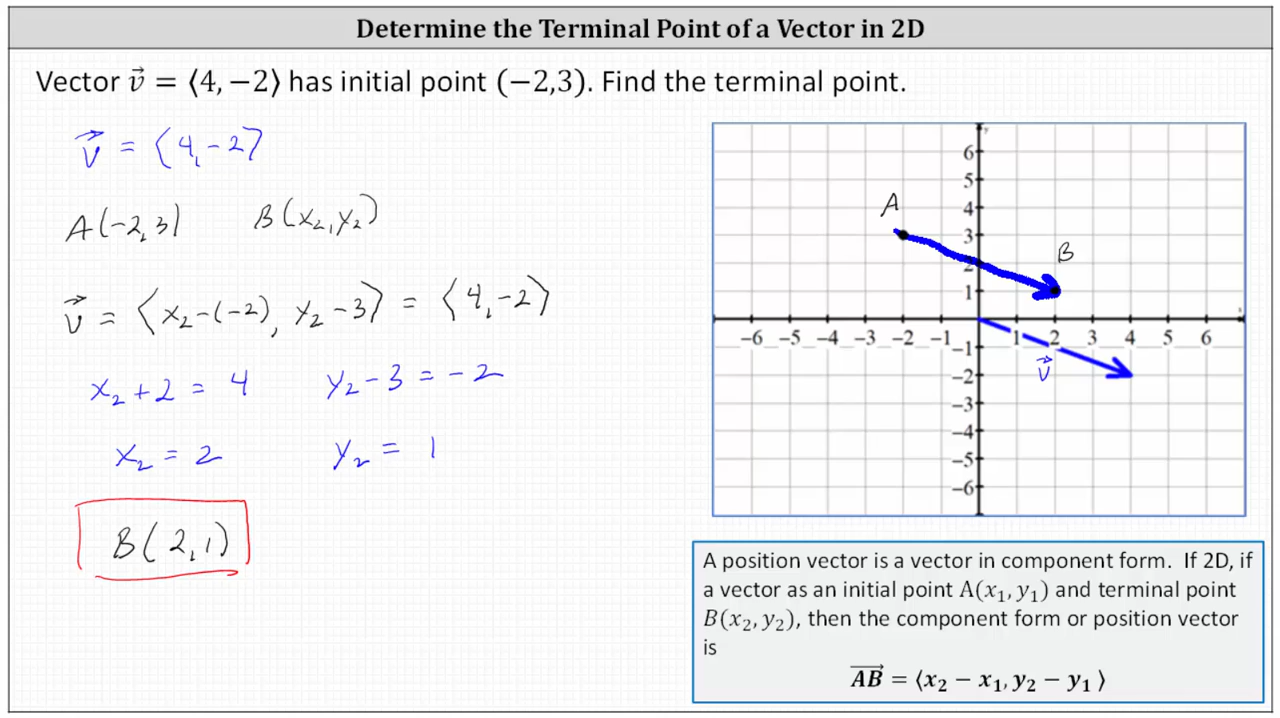 Determine the Terminal Point of a Vector in 2D
Vector v⃗ = ⟨4, −2⟩ has initial point (−2,3). Find the terminal point.
v⃗ = ⟨4, −2⟩
A(−2, 3) B(x₂, y₂)
v⃗ = ⟨x₂−(−2), y₂−3⟩ = ⟨4, −2⟩
x₂ + 2 = 4 y₂ − 3 = −2
x₂ = 2 y₂ = 1
B(2, 1)
y
6
5
A 4
3
B
2
1
−6 −5 −4 −3 −2 −1 1 2 3 4 5 6
−1
v⃗
−2
−3
−4
−5
−6
A position vector is a vector in component form. If 2D, if
a vector as an initial point A(x₁, y₁) and terminal point
B(x₂, y₂), then the component form or position vector
is
A⃗B⃗ = ⟨x₂ − x₁, y₂ − y₁ ⟩